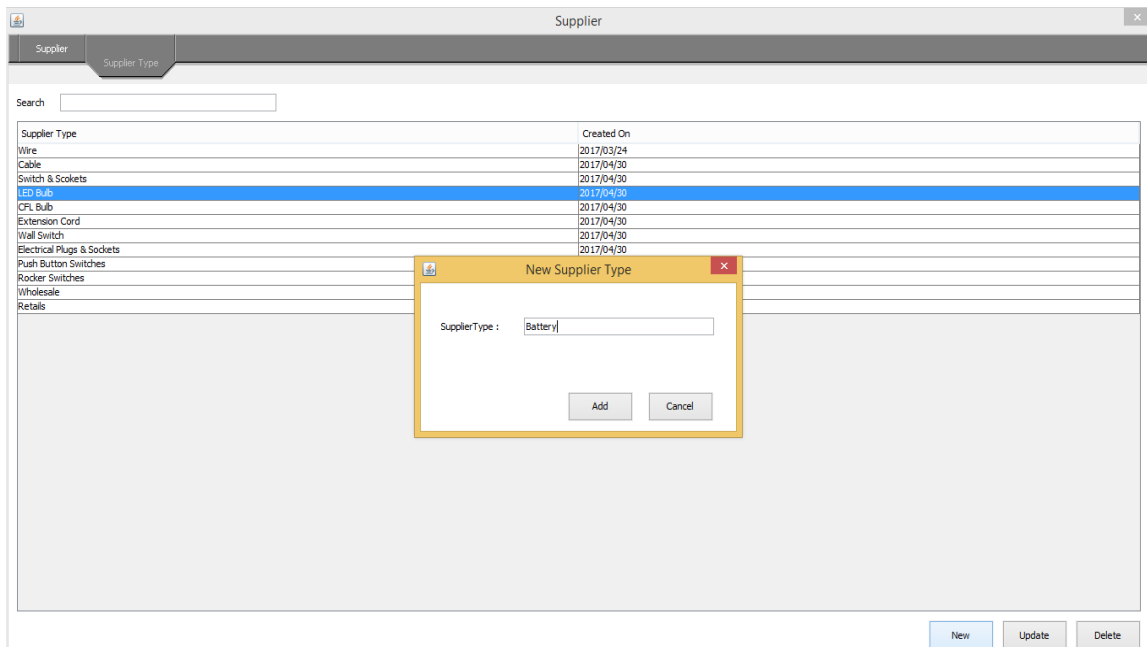 Supplier
Supplier
Supplier Type
Search
Supplier Type Created On
Wire 2017/03/24
Cable 2017/04/30
Switch & Scokets 2017/04/30
LED Bulb 2017/04/30
CFL Bulb 2017/04/30
Extension Cord 2017/04/30
Wall Switch 2017/04/30
Electrical Plugs & Sockets 2017/04/30
Push Button Switches
Rocker Switches
Wholesale
Retails
New Supplier Type
SupplierType : Battery
Add Cancel
New Update Delete